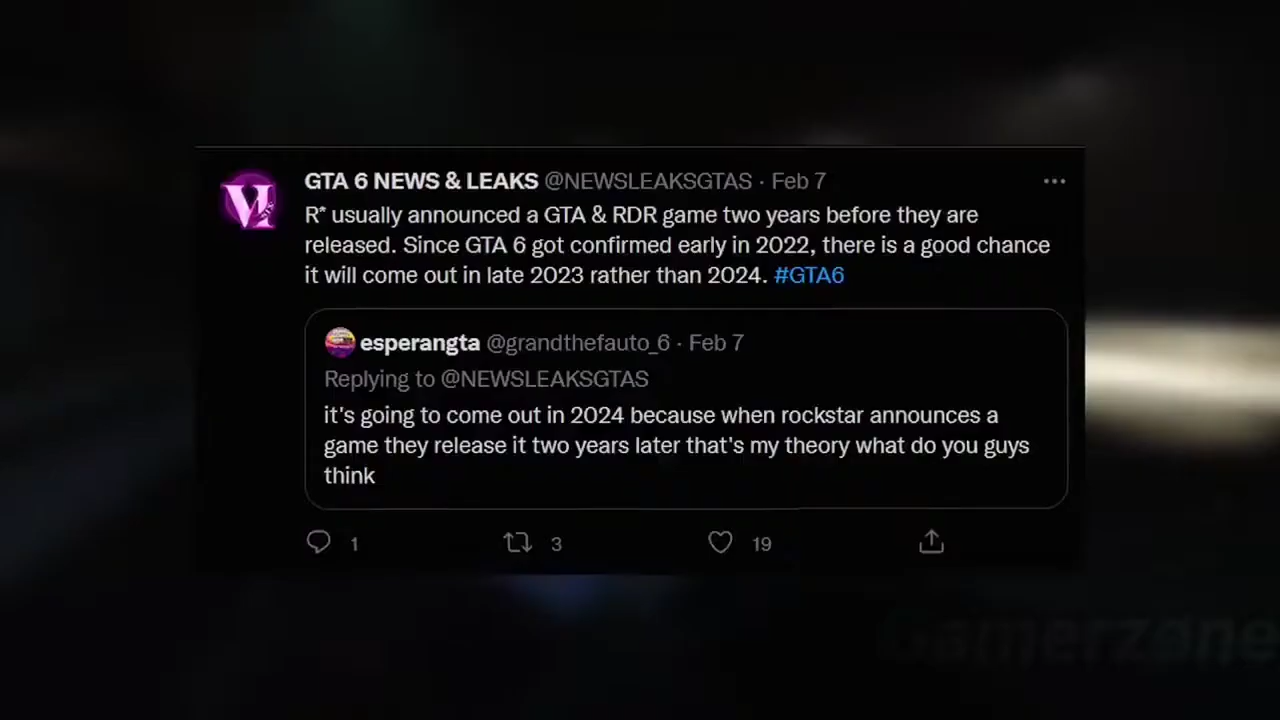 GTA 6 NEWS & LEAKS @NEWSLEAKSGTAS · Feb 7
R* usually announced a GTA & RDR game two years before they are
released. Since GTA 6 got confirmed early in 2022, there is a good chance
it will come out in late 2023 rather than 2024. #GTA6
esperangta @grandthefauto_6 · Feb 7
Replying to @NEWSLEAKSGTAS
it's going to come out in 2024 because when rockstar announces a
game they release it two years later that's my theory what do you guys
think
1 3 19
Gamerzone